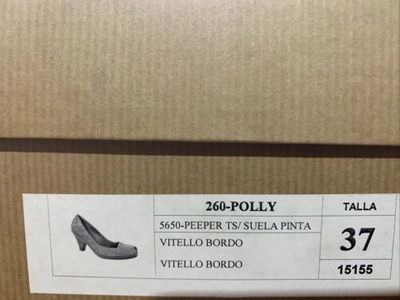 260-POLLY TALLA
5650-PEEPER TS/ SUELA PINTA
VITELLO BORDO 37
VITELLO BORDO 15155